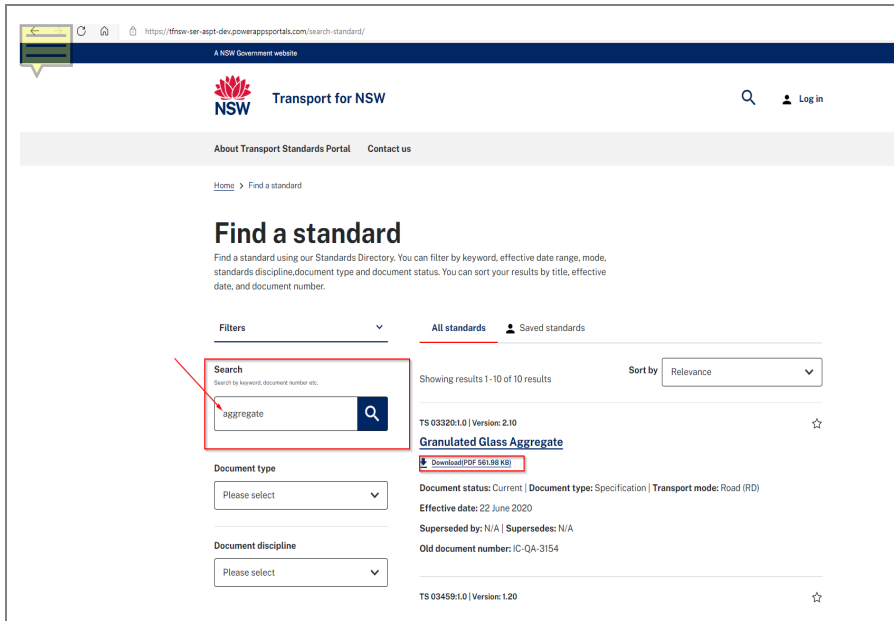 https://tfnsw-ser-aspt-dev.powerappsportals.com/search-standard/
A NSW Government website
NSW
Transport for NSW
Log in
About Transport Standards Portal Contact us
Home > Find a standard
Find a standard
Find a standard using our Standards Directory. You can filter by keyword, effective date range, mode,
standards discipline,document type and document status. You can sort your results by title, effective
date, and document number.
Filters
All standards Saved standards
Search
Search by keyword, document number etc.
aggregate
Showing results 1 - 10 of 10 results
Sort by Relevance
TS 03320:1.0 | Version: 2.10
Granulated Glass Aggregate
Download(PDF 561.98 KB)
Document status: Current | Document type: Specification | Transport mode: Road (RD)
Effective date: 22 June 2020
Superseded by: N/A | Supersedes: N/A
Old document number: IC-QA-3154
Document type
Please select
Document discipline
Please select
TS 03459:1.0 | Version: 1.20